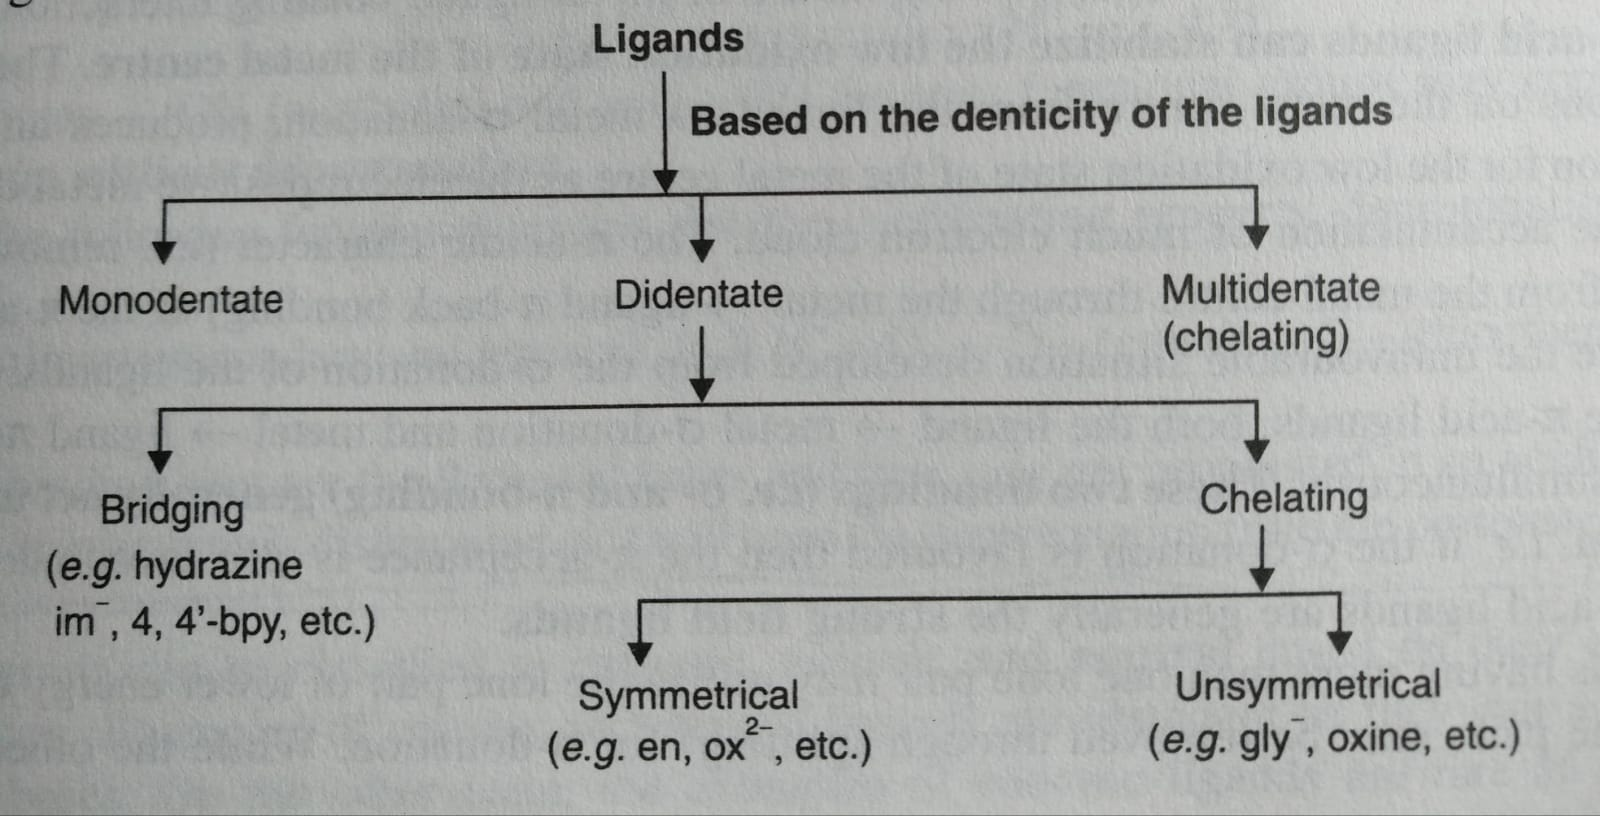 Ligands
Based on the denticity of the ligands
Monodentate
Didentate
Multidentate
(chelating)
Bridging
(e.g. hydrazine
im⁻, 4, 4’-bpy, etc.)
Chelating
Symmetrical
(e.g. en, ox²⁻, etc.)
Unsymmetrical
(e.g. gly⁻, oxine, etc.)